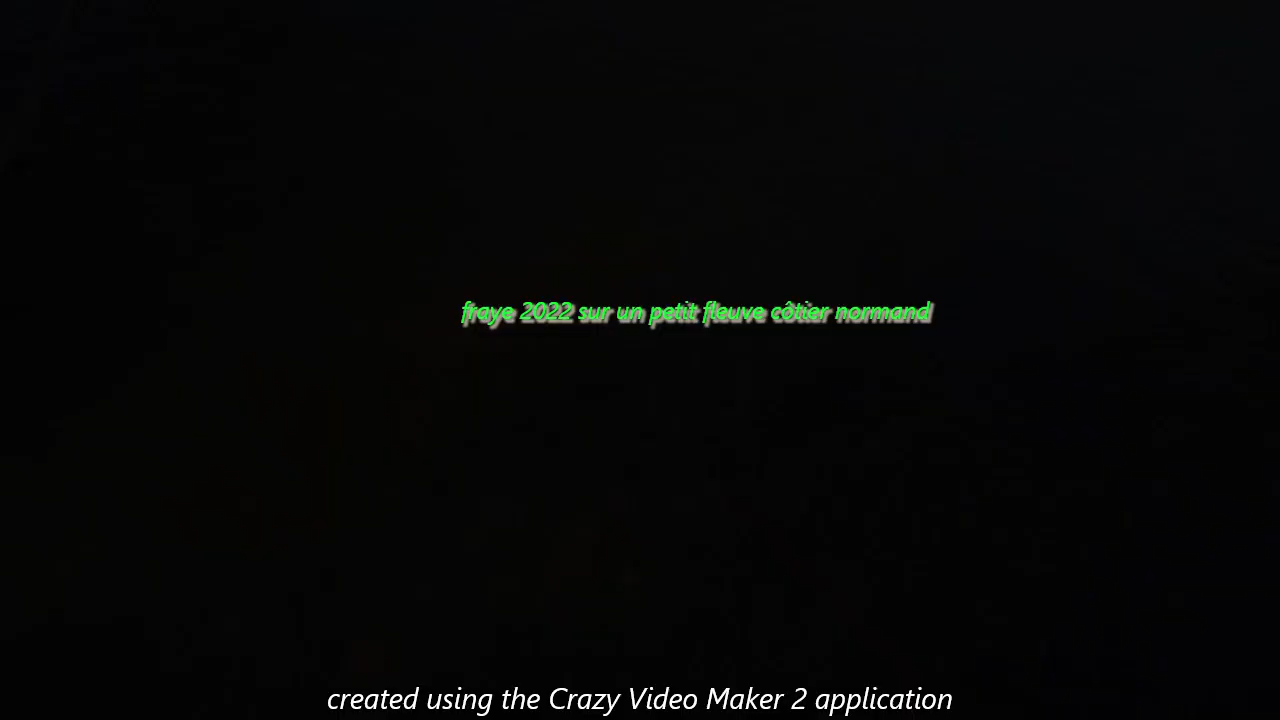 fraye 2022 sur un petit fleuve côtier normand
created using the Crazy Video Maker 2 application